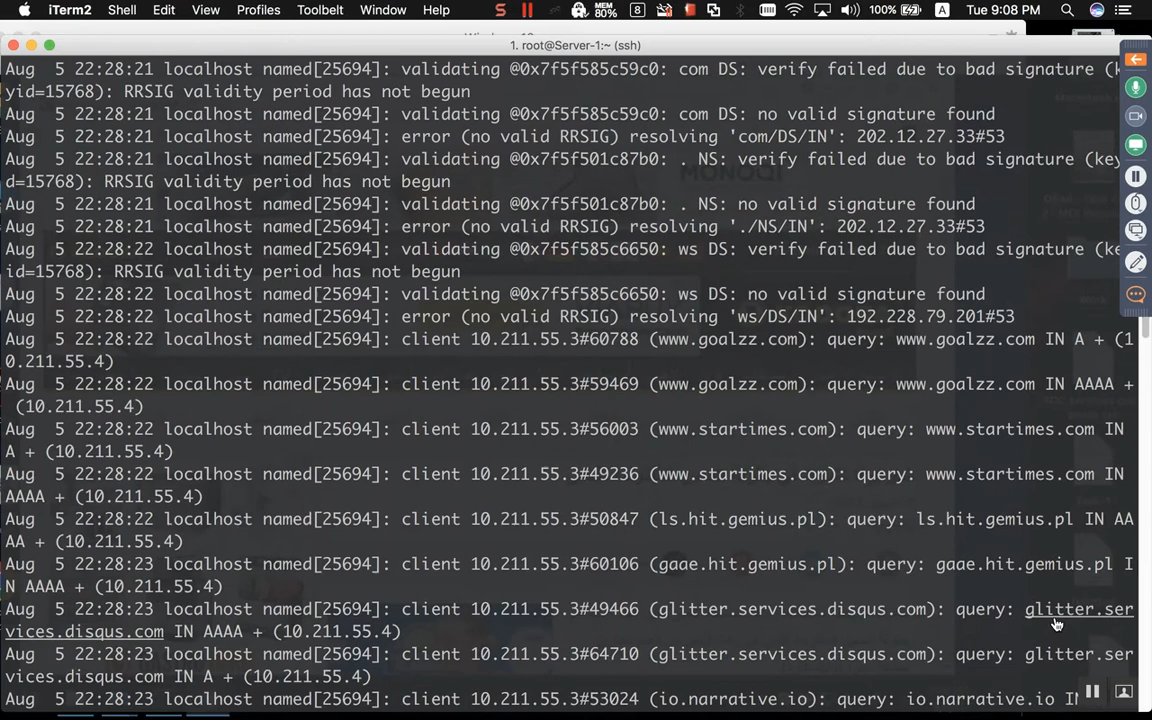 iTerm2 Shell Edit View Profiles Toolbelt Window Help 8 MEM 80% 100% A Tue 9:08 PM
1. root@Server-1:~ (ssh)
Aug  5 22:28:21 localhost named[25694]: validating @0x7f5f585c59c0: com DS: verify failed due to bad signature (ke
yid=15768): RRSIG validity period has not begun
Aug  5 22:28:21 localhost named[25694]: validating @0x7f5f585c59c0: com DS: no valid signature found
Aug  5 22:28:21 localhost named[25694]: error (no valid RRSIG) resolving 'com/DS/IN': 202.12.27.33#53
Aug  5 22:28:21 localhost named[25694]: validating @0x7f5f501c87b0: . NS: verify failed due to bad signature (key
d=15768): RRSIG validity period has not begun
Aug  5 22:28:21 localhost named[25694]: validating @0x7f5f501c87b0: . NS: no valid signature found
Aug  5 22:28:21 localhost named[25694]: error (no valid RRSIG) resolving './NS/IN': 202.12.27.33#53
Aug  5 22:28:22 localhost named[25694]: validating @0x7f5f585c6650: ws DS: verify failed due to bad signature (key
id=15768): RRSIG validity period has not begun
Aug  5 22:28:22 localhost named[25694]: validating @0x7f5f585c6650: ws DS: no valid signature found
Aug  5 22:28:22 localhost named[25694]: error (no valid RRSIG) resolving 'ws/DS/IN': 192.228.79.201#53
Aug  5 22:28:22 localhost named[25694]: client 10.211.55.3#60788 (www.goalzz.com): query: www.goalzz.com IN A + (1
0.211.55.4)
Aug  5 22:28:22 localhost named[25694]: client 10.211.55.3#59469 (www.goalzz.com): query: www.goalzz.com IN AAAA +
(10.211.55.4)
Aug  5 22:28:22 localhost named[25694]: client 10.211.55.3#56003 (www.startimes.com): query: www.startimes.com IN
A + (10.211.55.4)
Aug  5 22:28:22 localhost named[25694]: client 10.211.55.3#49236 (www.startimes.com): query: www.startimes.com IN
AAAA + (10.211.55.4)
Aug  5 22:28:22 localhost named[25694]: client 10.211.55.3#50847 (ls.hit.gemius.pl): query: ls.hit.gemius.pl IN AA
AA + (10.211.55.4)
Aug  5 22:28:23 localhost named[25694]: client 10.211.55.3#60106 (gaae.hit.gemius.pl): query: gaae.hit.gemius.pl I
N AAAA + (10.211.55.4)
Aug  5 22:28:23 localhost named[25694]: client 10.211.55.3#49466 (glitter.services.disqus.com): query: glitter.ser
vices.disqus.com IN AAAA + (10.211.55.4)
Aug  5 22:28:23 localhost named[25694]: client 10.211.55.3#64710 (glitter.services.disqus.com): query: glitter.ser
vices.disqus.com IN A + (10.211.55.4)
Aug  5 22:28:23 localhost named[25694]: client 10.211.55.3#53024 (io.narrative.io): query: io.narrative.io IN